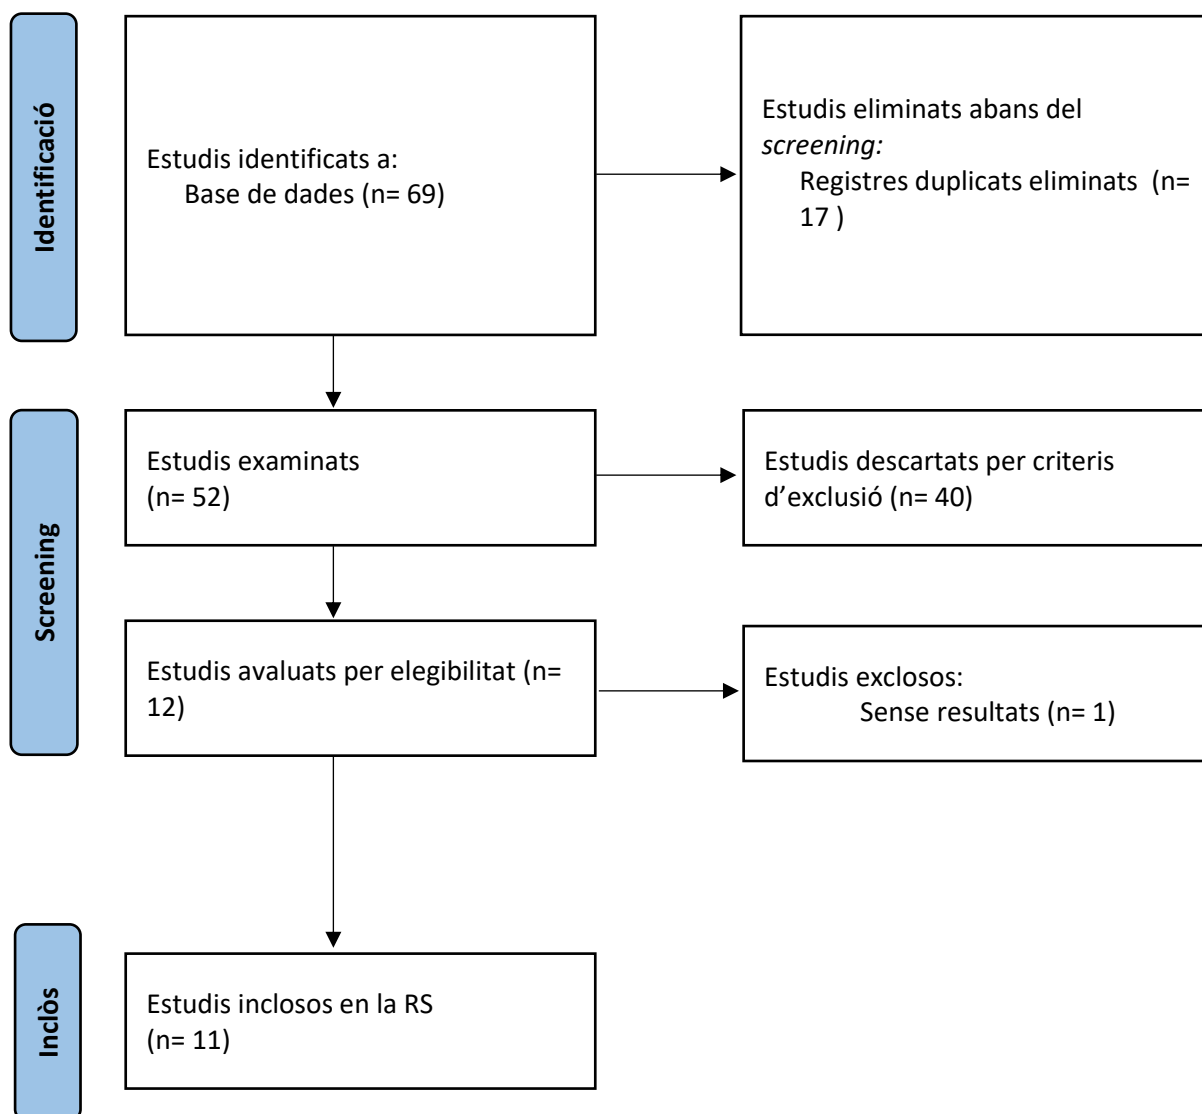 Identificació
Estudis identificats a:
Base de dades (n= 69)
Estudis eliminats abans del
screening:
Registres duplicats eliminats (n=
17 )
Screening
Estudis examinats
(n= 52)
Estudis descartats per criteris
d’exclusió (n= 40)
Estudis avaluats per elegibilitat (n=
12)
Estudis exclosos:
Sense resultats (n= 1)
Inclòs
Estudis inclosos en la RS
(n= 11)